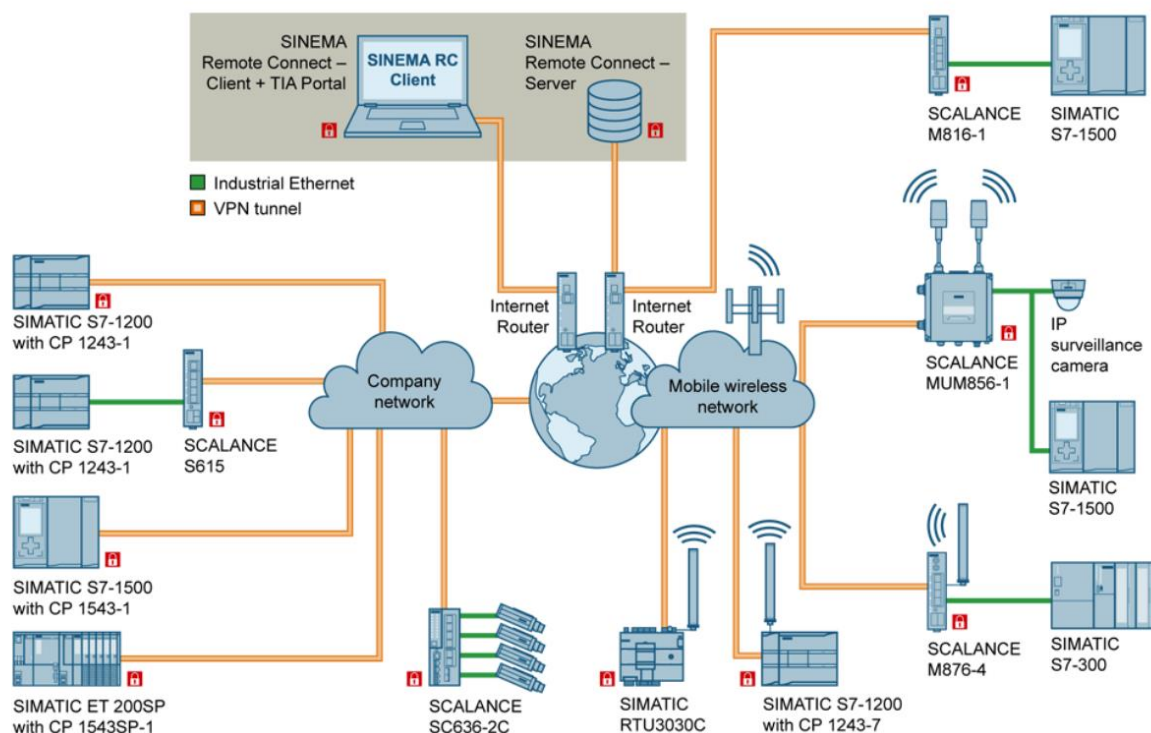 SINEMA
Remote Connect –
Client + TIA Portal
SINEMA RC
Client
SINEMA
Remote Connect –
Server
SCALANCE
M816-1
SIMATIC
S7-1500
Industrial Ethernet
VPN tunnel
Internet
Router
Internet
Router
SIMATIC S7-1200
with CP 1243-1
Company
network
Mobile wireless
network
SCALANCE
MUM856-1
IP
surveillance
camera
SIMATIC S7-1200
with CP 1243-1
SCALANCE
S615
SIMATIC
S7-1500
SIMATIC S7-1500
with CP 1543-1
SIMATIC ET 200SP
with CP 1543SP-1
SCALANCE
SC636-2C
SIMATIC
RTU3030C
SIMATIC S7-1200
with CP 1243-7
SCALANCE
M876-4
SIMATIC
S7-300